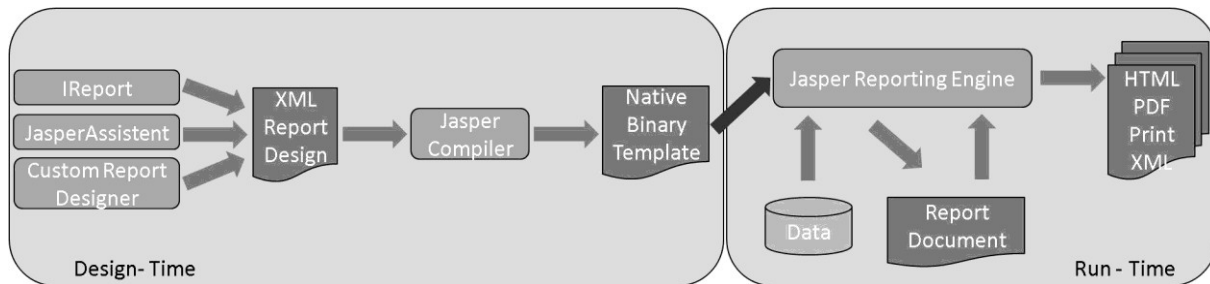 IReport
JasperAssistent
Custom Report
Designer
XML
Report
Design
Jasper
Compiler
Native
Binary
Template
Design- Time
Jasper Reporting Engine
Data
Report
Document
HTML
PDF
Print
XML
Run - Time